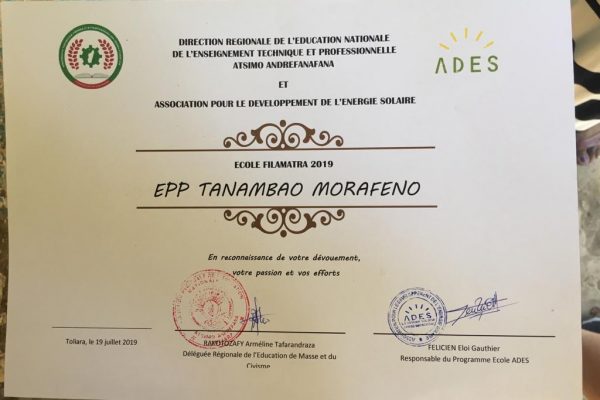 DIRECTION REGIONALE DE L'EDUCATION NATIONALE
DE L'ENSEIGNEMENT TECHNIQUE ET PROFESSIONNELLE
ATSIMO ANDREFANAFANA
ADES
ET
ASSOCIATION POUR LE DEVELOPPEMENT DE L'ENERGIE SOLAIRE
ECOLE FILAMATRA 2019
EPP TANAMBAO MORAFENO
En reconnaissance de votre dévouement,
votre passion et vos efforts
ADES
Toliara, le 19 juillet 2019
RAKOTOZAFY Arméline Tafarandraza
Déléguée Régionale de l'Education de Masse et du
Civisme
FELICIEN Eloi Gauthier
Responsable du Programme Ecole ADES